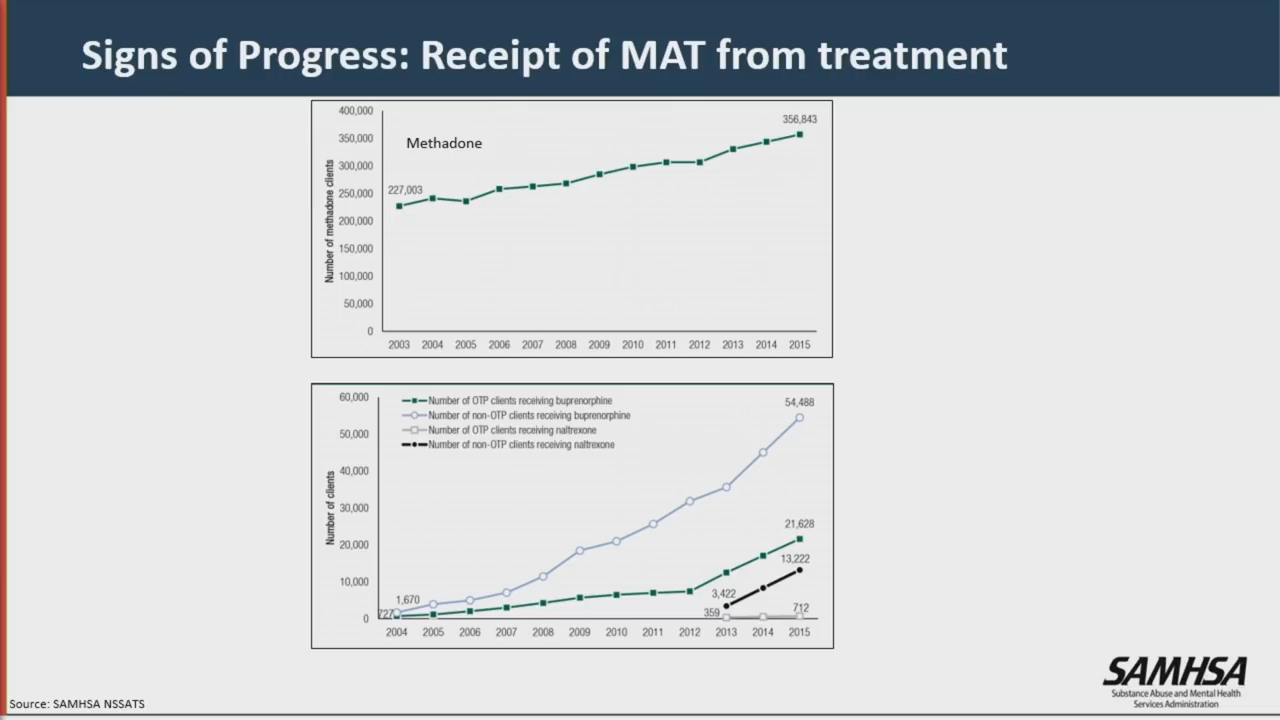 Signs of Progress: Receipt of MAT from treatment
400,000
350,000
300,000
250,000
200,000
150,000
100,000
50,000
0
Number of methadone clients
Methadone
227,003
356,843
2003 2004 2005 2006 2007 2008 2009 2010 2011 2012 2013 2014 2015
60,000
50,000
40,000
30,000
20,000
10,000
0
Number of clients
Number of OTP clients receiving buprenorphine
Number of non-OTP clients receiving buprenorphine
Number of OTP clients receiving naltrexone
Number of non-OTP clients receiving naltrexone
54,488
21,628
13,222
3,422
1,670
727
359
712
2004 2005 2006 2007 2008 2009 2010 2011 2012 2013 2014 2015
SAMHSA
Substance Abuse and Mental Health
Services Administration
Source: SAMHSA NSSATS